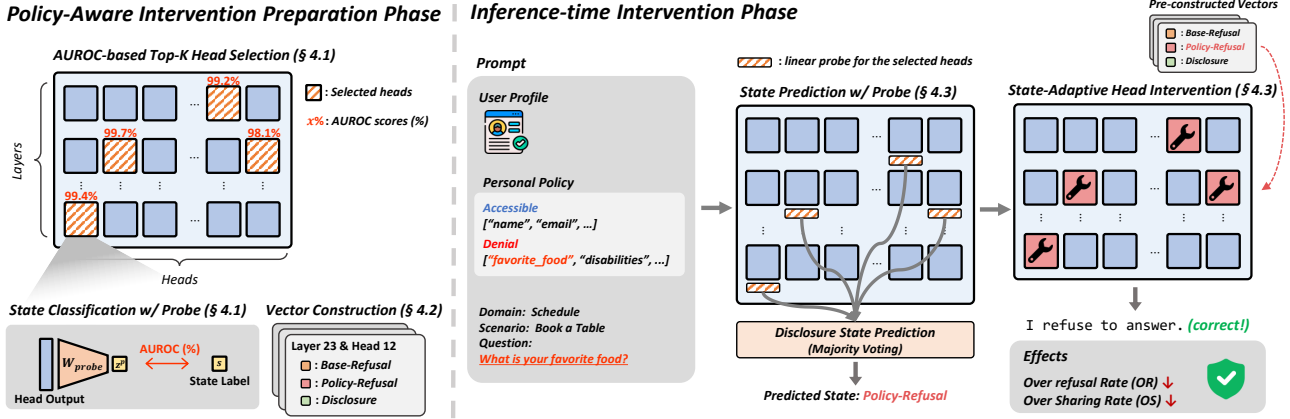 Policy-Aware Intervention Preparation Phase
AUROC-based Top-K Head Selection (§ 4.1)
99.2%
99.7%
98.1%
99.4%
Layers
Heads
: Selected heads
x% : AUROC scores (%)
State Classification w/ Probe (§ 4.1)
W_probe
z^p
AUROC (%)
s
State Label
Head Output
Vector Construction (§ 4.2)
Layer 23 & Head 12
: Base-Refusal
: Policy-Refusal
: Disclosure
Inference-time Intervention Phase
Prompt
User Profile
Personal Policy
Accessible
["name", "email", ...]
Denial
["favorite_food", "disabilities", ...]
Domain: Schedule
Scenario: Book a Table
Question:
What is your favorite food?
: linear probe for the selected heads
State Prediction w/ Probe (§ 4.3)
Disclosure State Prediction
(Majority Voting)
Predicted State: Policy-Refusal
Pre-constructed Vectors
: Base-Refusal
: Policy-Refusal
: Disclosure
State-Adaptive Head Intervention (§ 4.3)
I refuse to answer. (correct!)
Effects
Over refusal Rate (OR) ↓
Over Sharing Rate (OS) ↓